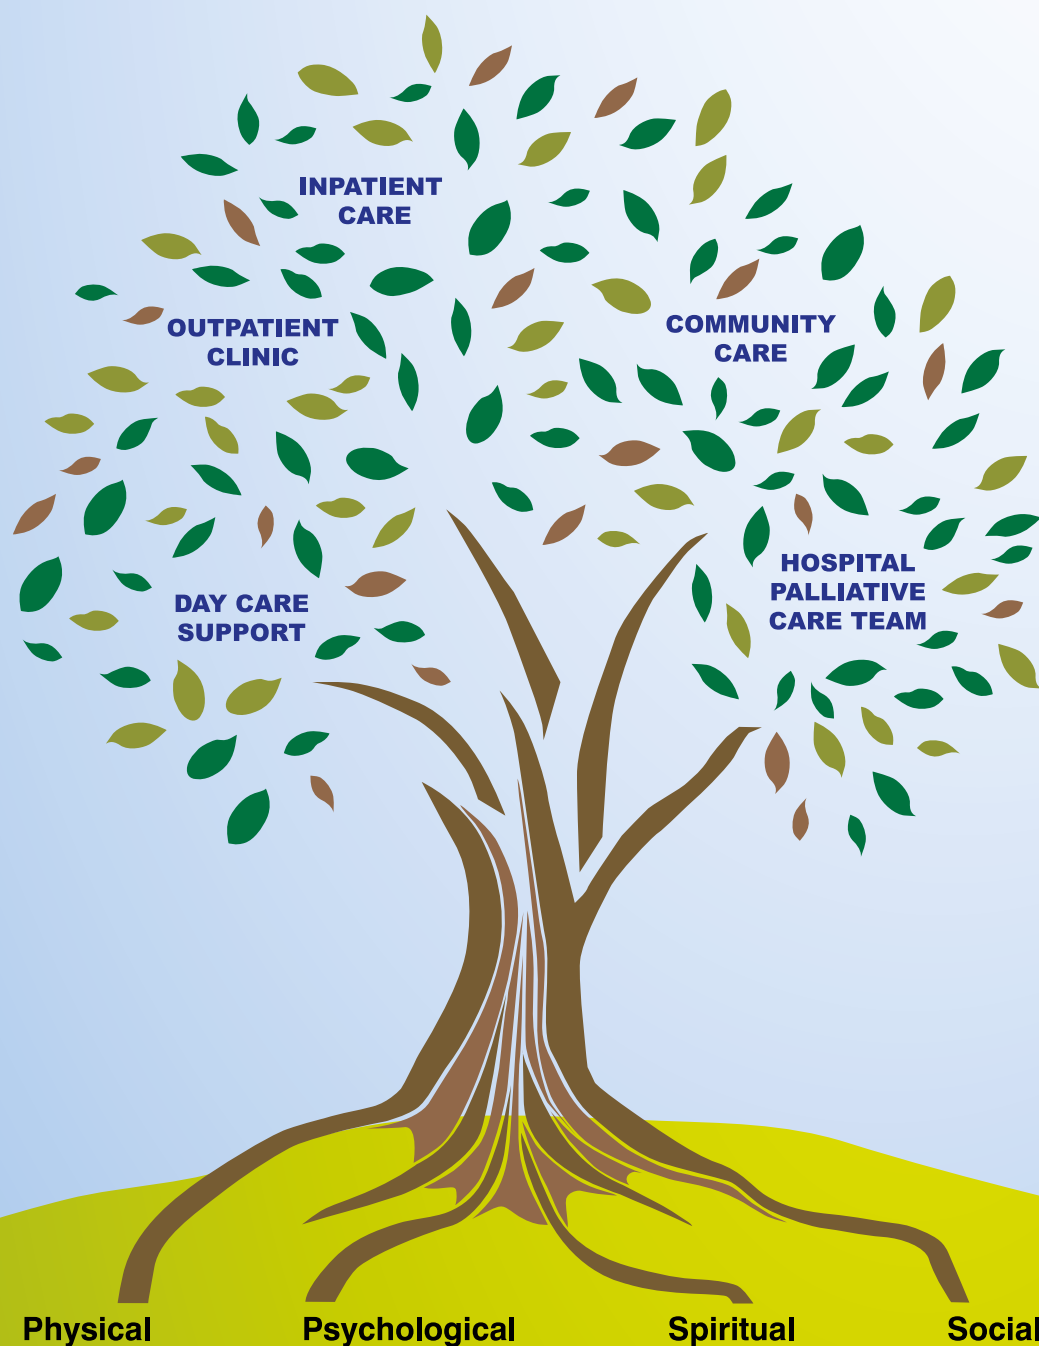 INPATIENT
CARE
OUTPATIENT
CLINIC
COMMUNITY
CARE
HOSPITAL
PALLIATIVE
CARE TEAM
DAY CARE
SUPPORT
Physical Psychological Spiritual Social